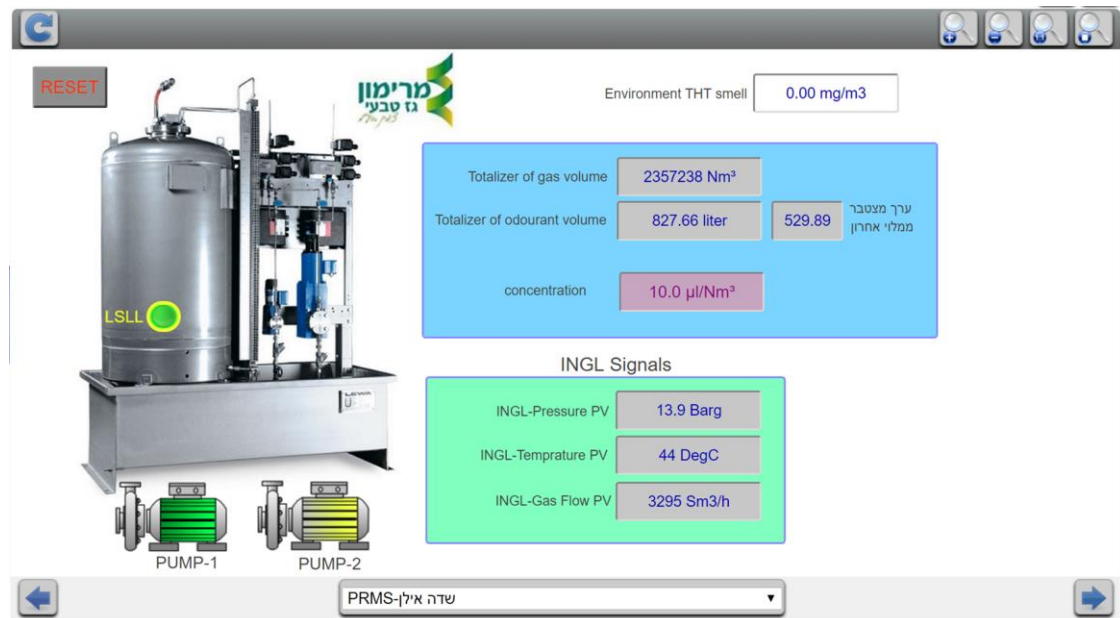 RESET
מרימון
גז טבעי
Environment THT smell 0.00 mg/m3
Totalizer of gas volume 2357238 Nm³
Totalizer of odourant volume 827.66 liter 529.89 ערך מצטבר
ממלוי אחרון
concentration 10.0 µl/Nm³
LSLL
LEWA
INGL Signals
INGL-Pressure PV 13.9 Barg
INGL-Temprature PV 44 DegC
INGL-Gas Flow PV 3295 Sm3/h
PUMP-1 PUMP-2
שדה אילן-PRMS